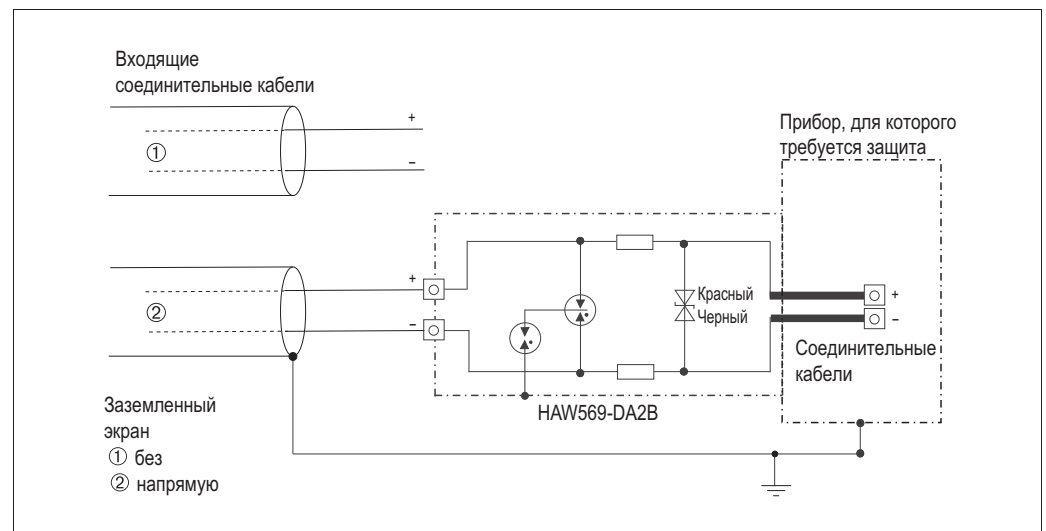 Входящие
соединительные кабели
+
①
−
Прибор, для которого
требуется защита
+
②
−
Красный
Черный
+
−
Соединительные
кабели
HAW569-DA2B
Заземленный
экран
① без
② напрямую